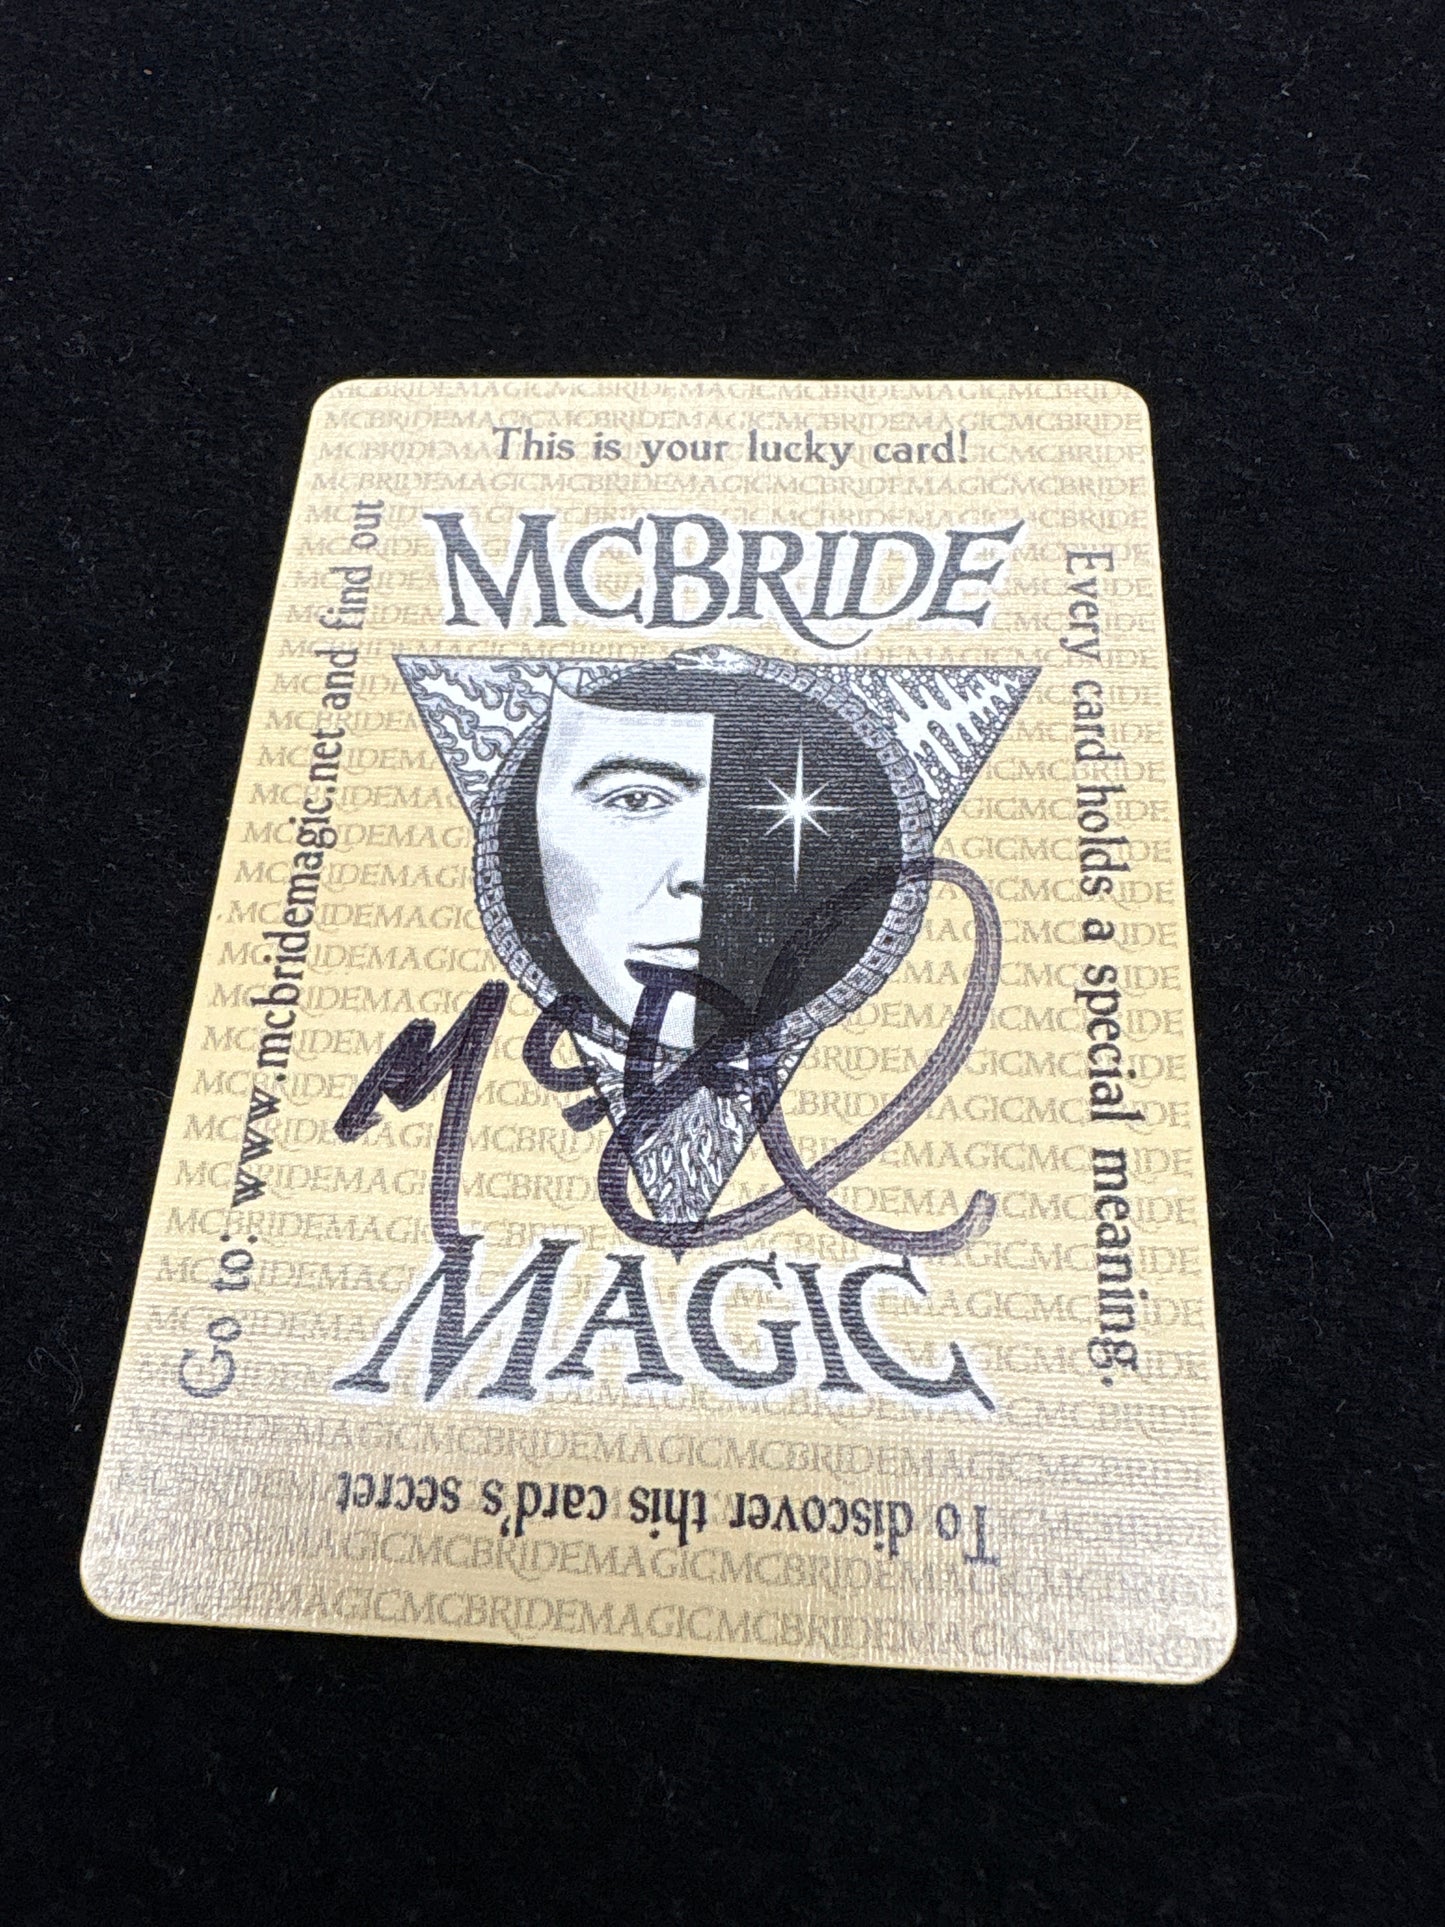 This is your lucky card!
McBride
Every card holds a special meaning.
Magic
To discover this card's secret
Go to: www.mcbridemagic.net and find out